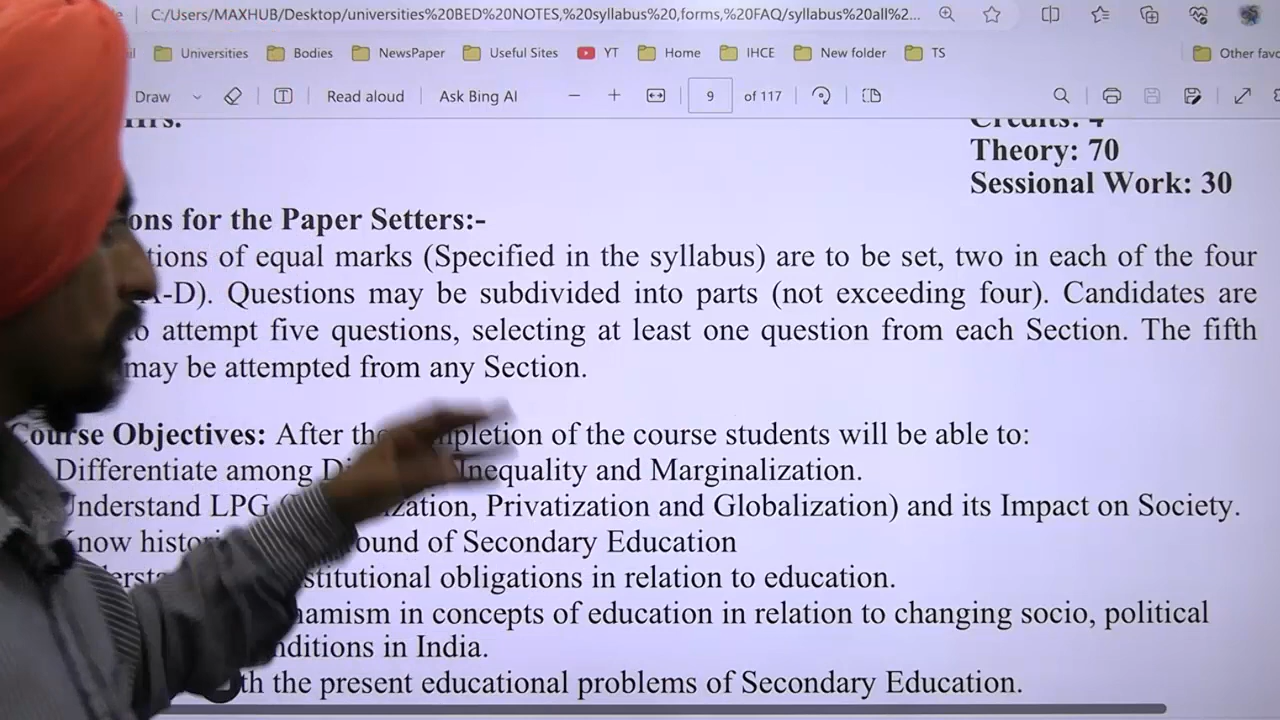 C:/Users/MAXHUB/Desktop/universities%20BED%20NOTES,%20syllabus%20,forms,%20FAQ/syllabus%20all%2...
Universities Bodies NewsPaper Useful Sites YT Home IHCE New folder TS Other favo
Draw Read aloud Ask Bing AI 9 of 117
Credits: 4
Theory: 70
Sessional Work: 30
ons for the Paper Setters:-
tions of equal marks (Specified in the syllabus) are to be set, two in each of the four
A-D). Questions may be subdivided into parts (not exceeding four). Candidates are
attempt five questions, selecting at least one question from each Section. The fifth
may be attempted from any Section.
Course Objectives: After the completion of the course students will be able to:
Differentiate among Inequality and Marginalization.
Understand LPG ization, Privatization and Globalization) and its Impact on Society.
Know histori ound of Secondary Education
stitutional obligations in relation to education.
namism in concepts of education in relation to changing socio, political
nditions in India.
th the present educational problems of Secondary Education.